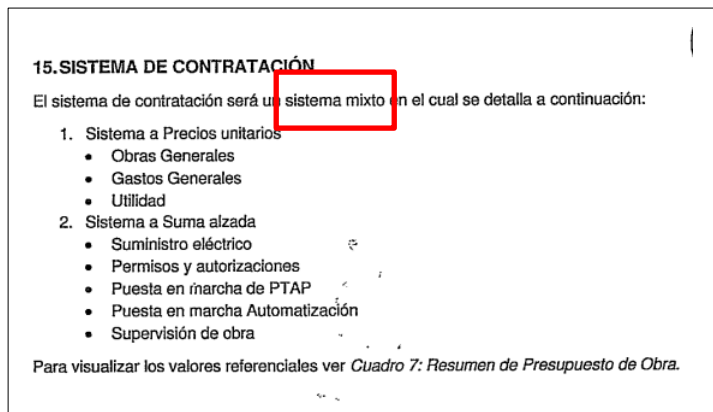 15.SISTEMA DE CONTRATACIÓN
El sistema de contratación será un sistema mixto en el cual se detalla a continuación:
1. Sistema a Precios unitarios
• Obras Generales
• Gastos Generales
• Utilidad
2. Sistema a Suma alzada
• Suministro eléctrico
• Permisos y autorizaciones
• Puesta en marcha de PTAP
• Puesta en marcha Automatización
• Supervisión de obra
Para visualizar los valores referenciales ver Cuadro 7: Resumen de Presupuesto de Obra.